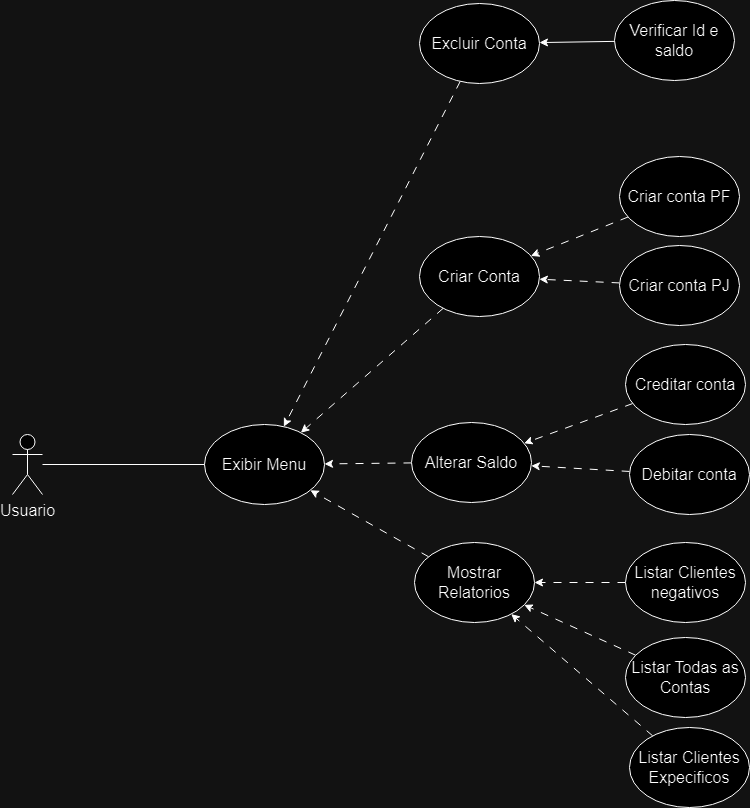 Excluir Conta
Verificar Id e
saldo
Criar conta PF
Criar Conta
Criar conta PJ
Creditar conta
Usuario
Exibir Menu
Alterar Saldo
Debitar conta
Mostrar
Relatorios
Listar Clientes
negativos
Listar Todas as
Contas
Listar Clientes
Expecificos